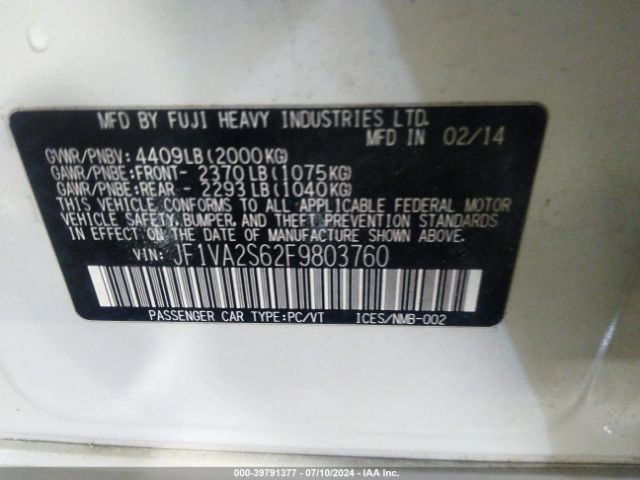 MFD BY FUJI HEAVY INDUSTRIES LTD.
MFD IN 02/14
GVWR/PNBV: 4409LB(2000KG)
GAWR/PNBE:FRONT- 2370 LB(1075KG)
GAWR/PNBE:REAR - 2293 LB(1040KG)
THIS VEHICLE CONFORMS TO ALL APPLICABLE FEDERAL MOTOR
VEHICLE SAFETY, BUMPER, AND THEFT PREVENTION STANDARDS
IN EFFECT ON THE DATE OF MANUFACTURE SHOWN ABOVE.
VIN: JF1VA2S62F9803760
PASSENGER CAR TYPE:PC/VT ICES/NMB-002
000-39791377 - 07/10/2024 - IAA Inc.